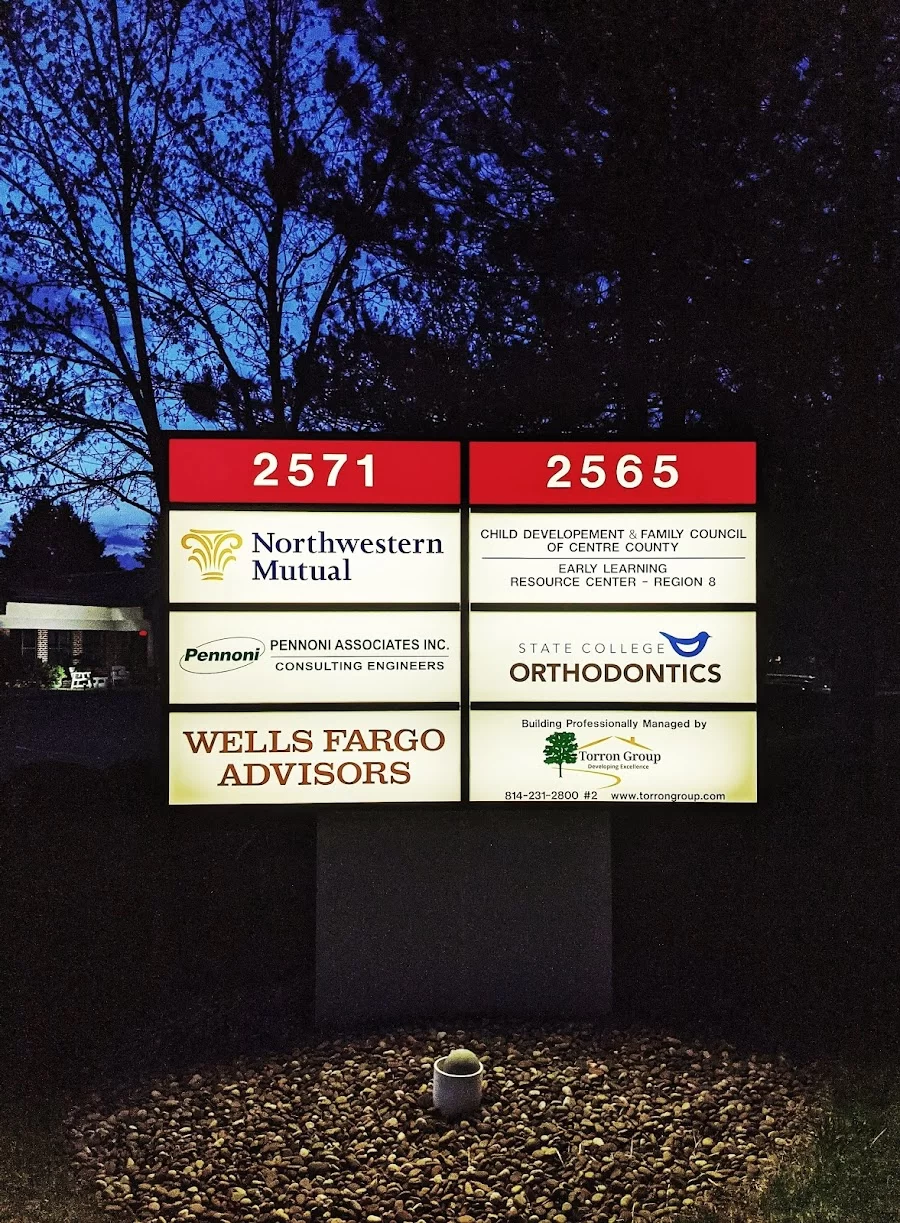 2571
Northwestern
Mutual
Pennoni
PENNONI ASSOCIATES INC.
CONSULTING ENGINEERS
WELLS FARGO
ADVISORS
2565
CHILD DEVELOPEMENT & FAMILY COUNCIL
OF CENTRE COUNTY
EARLY LEARNING
RESOURCE CENTER - REGION 8
STATE COLLEGE
ORTHODONTICS
Building Professionally Managed by
Torron Group
Developing Excellence
814-231-2800 #2 www.torrongroup.com